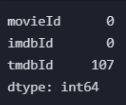 movieId 0
imdbId 0
tmdbId 107
dtype: int64